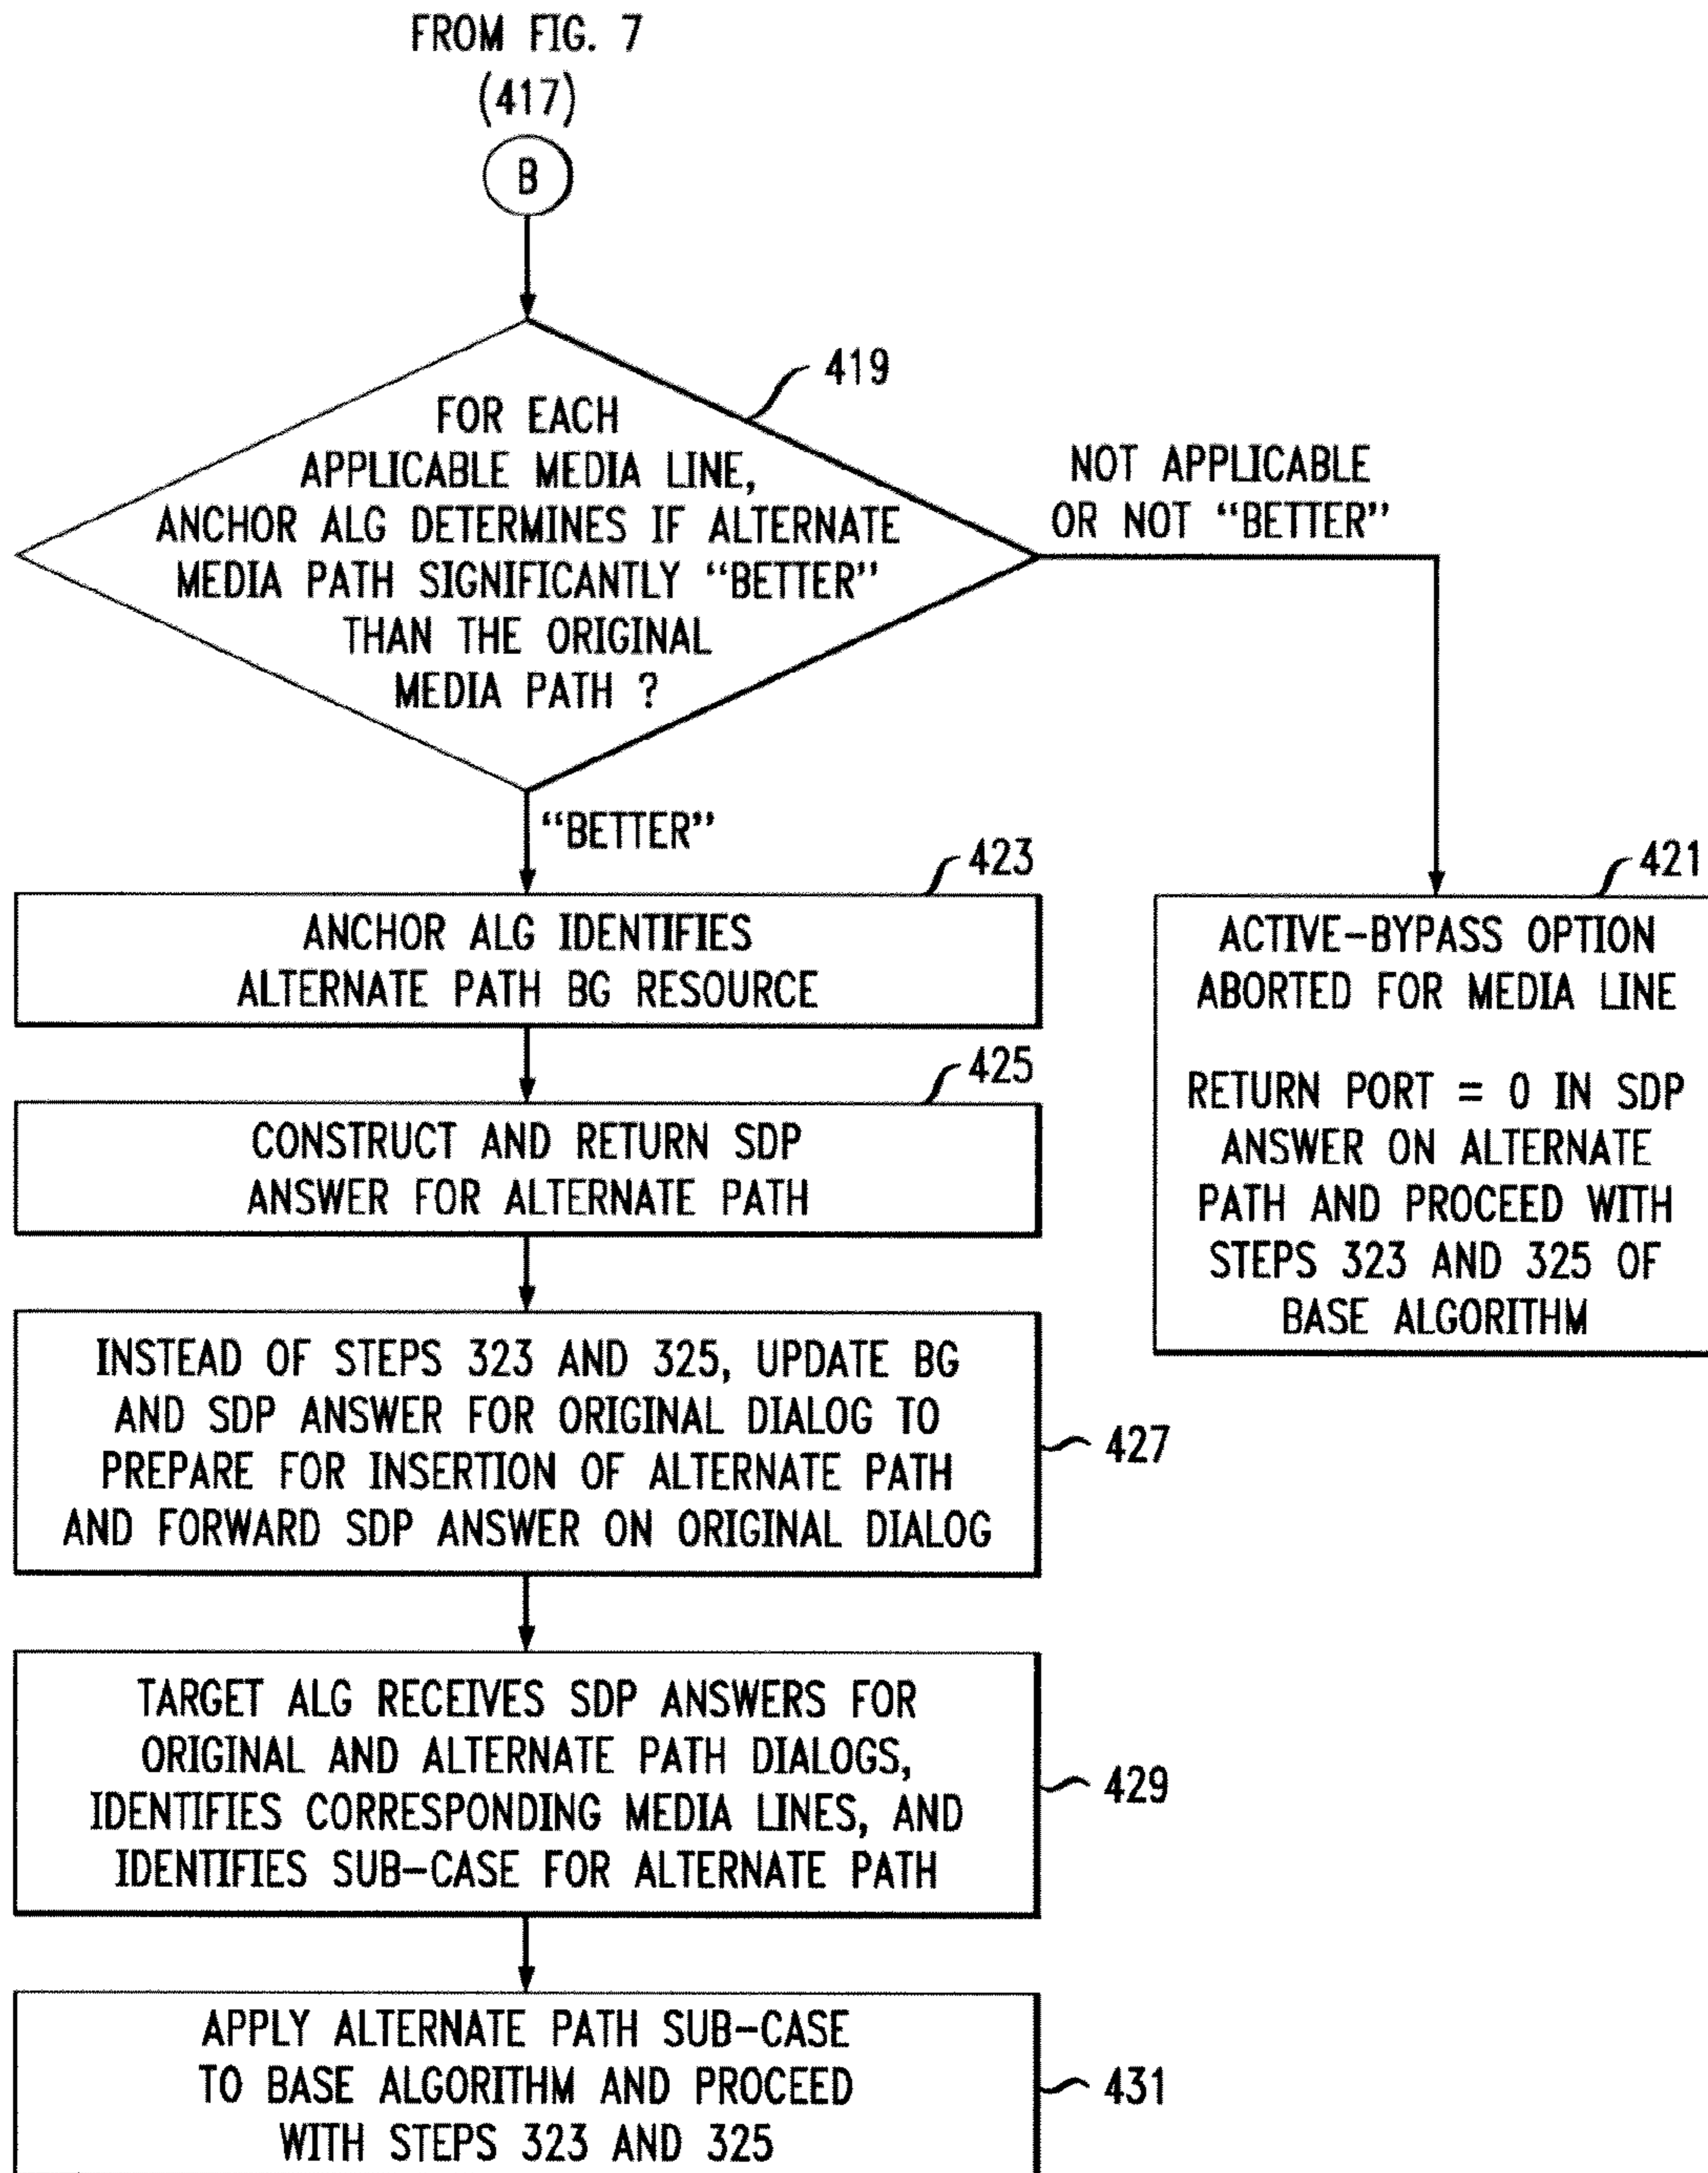 FROM FIG. 7
(417)
B
419
FOR EACH
APPLICABLE MEDIA LINE,
ANCHOR ALG DETERMINES IF ALTERNATE
MEDIA PATH SIGNIFICANTLY “BETTER”
THAN THE ORIGINAL
MEDIA PATH ?
NOT APPLICABLE
OR NOT “BETTER”
“BETTER”
423
ANCHOR ALG IDENTIFIES
ALTERNATE PATH BG RESOURCE
421
ACTIVE-BYPASS OPTION
ABORTED FOR MEDIA LINE
RETURN PORT = 0 IN SDP
ANSWER ON ALTERNATE
PATH AND PROCEED WITH
STEPS 323 AND 325 OF
BASE ALGORITHM
425
CONSTRUCT AND RETURN SDP
ANSWER FOR ALTERNATE PATH
INSTEAD OF STEPS 323 AND 325, UPDATE BG
AND SDP ANSWER FOR ORIGINAL DIALOG TO
PREPARE FOR INSERTION OF ALTERNATE PATH
AND FORWARD SDP ANSWER ON ORIGINAL DIALOG
427
TARGET ALG RECEIVES SDP ANSWERS FOR
ORIGINAL AND ALTERNATE PATH DIALOGS,
IDENTIFIES CORRESPONDING MEDIA LINES, AND
IDENTIFIES SUB-CASE FOR ALTERNATE PATH
429
APPLY ALTERNATE PATH SUB-CASE
TO BASE ALGORITHM AND PROCEED
WITH STEPS 323 AND 325
431